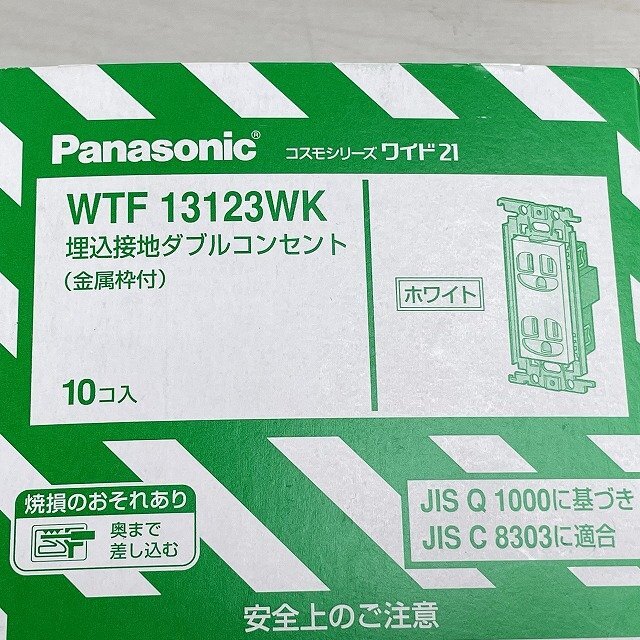 Panasonic® コスモシリーズ ワイド21
WTF 13123WK
埋込接地ダブルコンセント
(金属枠付)
ホワイト
10コ入
焼損のおそれあり
奥まで
差し込む
JIS Q 1000に基づき
JIS C 8303に適合
安全上のご注意